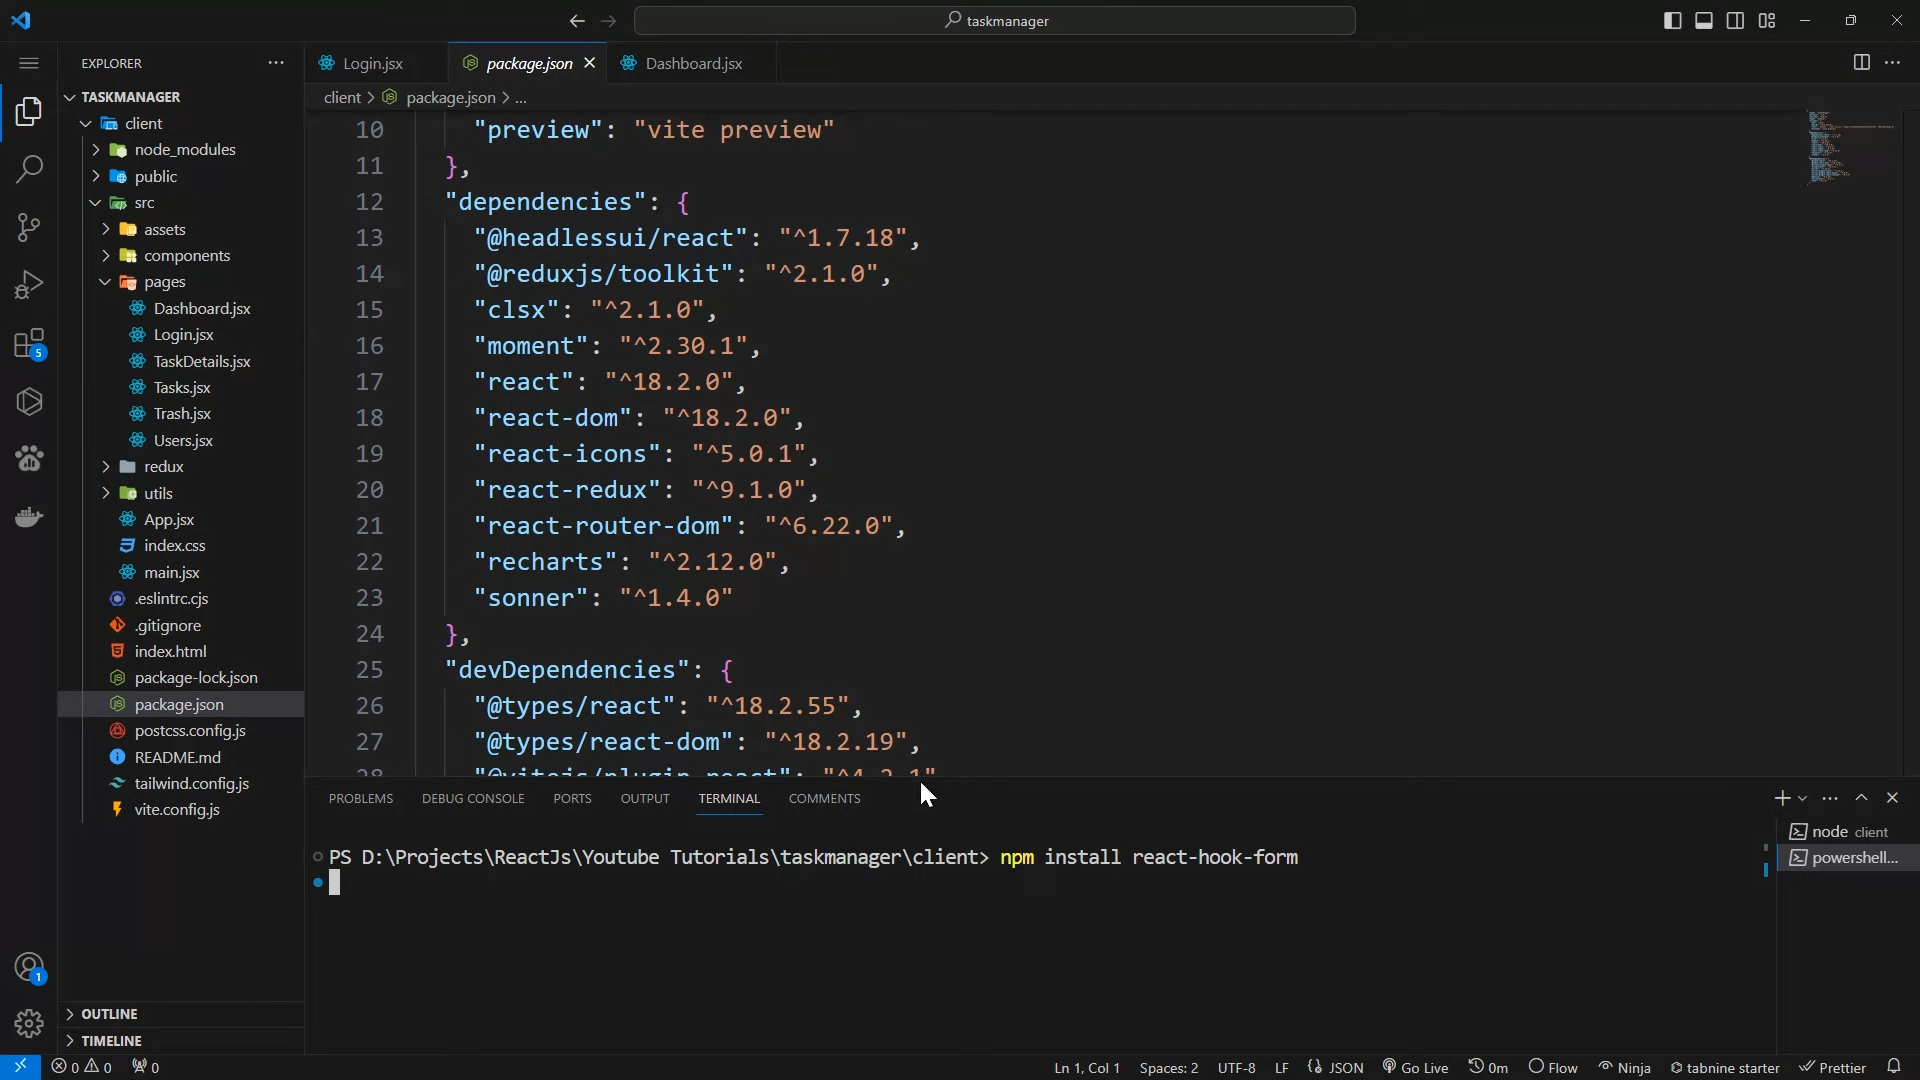 taskmanager
EXPLORER
TASKMANAGER
client
node_modules
public
src
assets
components
pages
Dashboard.jsx
Login.jsx
TaskDetails.jsx
Tasks.jsx
Trash.jsx
Users.jsx
redux
utils
App.jsx
index.css
main.jsx
.eslintrc.cjs
.gitignore
index.html
package-lock.json
package.json
postcss.config.js
README.md
tailwind.config.js
vite.config.js
OUTLINE
TIMELINE
5
1
Login.jsx
package.json
Dashboard.jsx
client > package.json > ...
10 "preview": "vite preview"
11 },
12 "dependencies": {
13 "@headlessui/react": "^1.7.18",
14 "@reduxjs/toolkit": "^2.1.0",
15 "clsx": "^2.1.0",
16 "moment": "^2.30.1",
17 "react": "^18.2.0",
18 "react-dom": "^18.2.0",
19 "react-icons": "^5.0.1",
20 "react-redux": "^9.1.0",
21 "react-router-dom": "^6.22.0",
22 "recharts": "^2.12.0",
23 "sonner": "^1.4.0"
24 },
25 "devDependencies": {
26 "@types/react": "^18.2.55",
27 "@types/react-dom": "^18.2.19",
28 "@vitejs/plugin-react": "^4.2.1"
PROBLEMS DEBUG CONSOLE PORTS OUTPUT TERMINAL COMMENTS
PS D:\Projects\ReactJs\Youtube Tutorials\taskmanager\client> npm install react-hook-form
node client
powershell...
0 0 0
Ln 1, Col 1 Spaces: 2 UTF-8 LF {} JSON Go Live 0m Flow Ninja tabnine starter Prettier